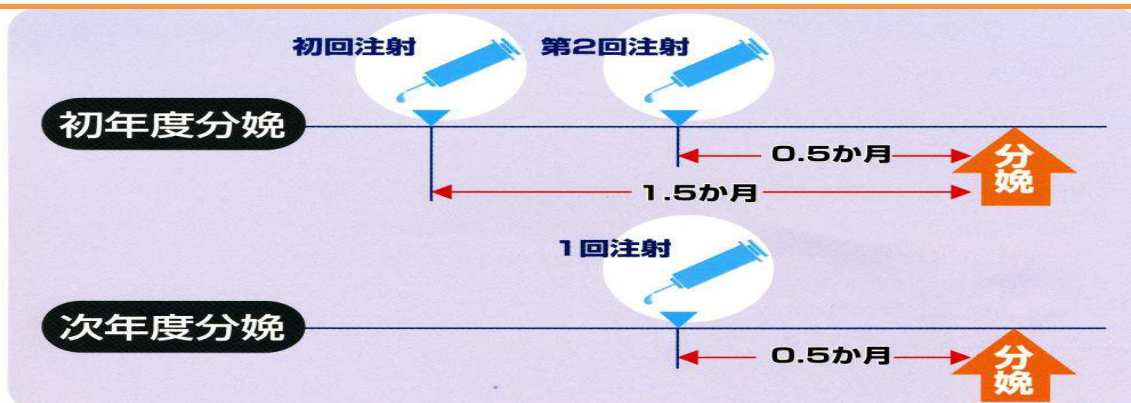 初回注射
第2回注射
初年度分娩
0.5か月
1.5か月
分娩
1回注射
次年度分娩
0.5か月
分娩